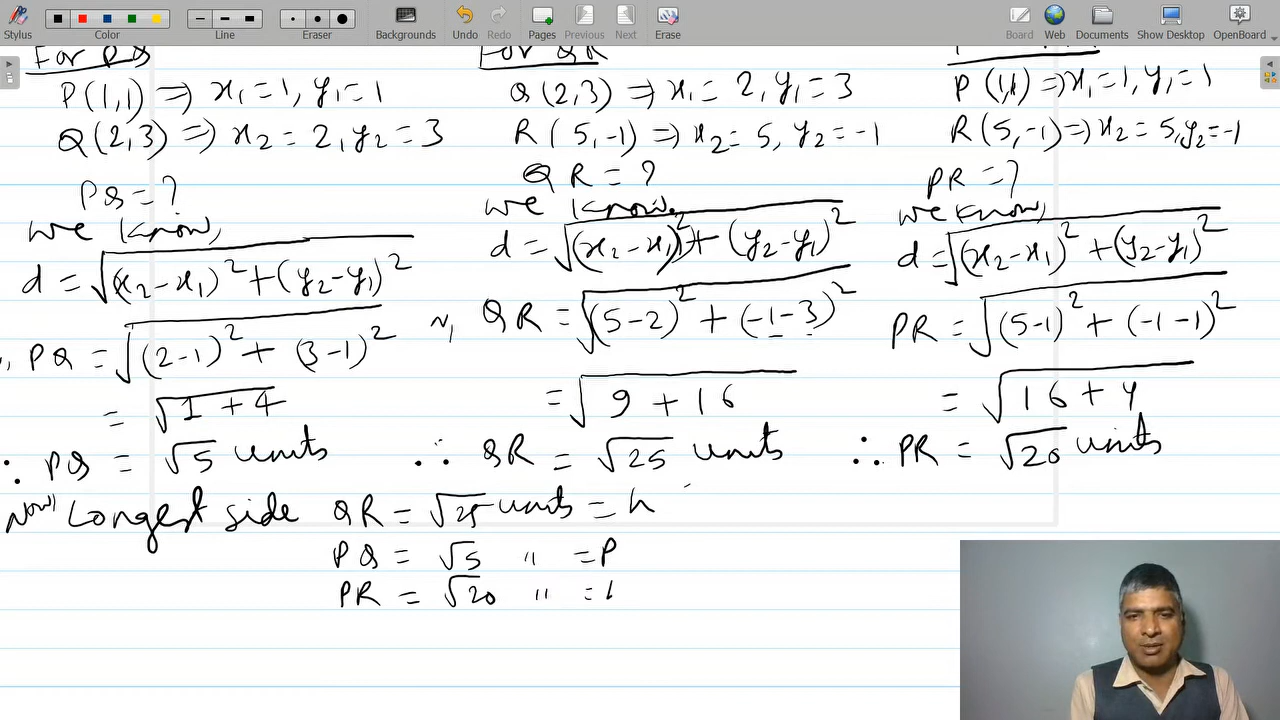 Stylus
Color
Line
Eraser
Backgrounds
Undo
Pages
Previous
Next
Erase
Board
Web
Documents
Show Desktop
OpenBoard
For PQ
P(1,1) => x₁=1, y₁=1
Q(2,3) => x₂=2, y₂=3
PQ=?
we know,
d = √(x₂-x₁)² + (y₂-y₁)²
PQ = √(2-1)² + (3-1)²
= √1+4
∴ PQ = √5 units
For QR
Q(2,3) => x₁=2, y₁=3
R(5,-1) => x₂=5, y₂=-1
QR=?
we know,
d = √(x₂-x₁)² + (y₂-y₁)²
QR = √(5-2)² + (-1-3)²
= √9+16
∴ QR = √25 units
P(1,1) => x₁=1, y₁=1
R(5,-1) => x₂=5, y₂=-1
PR=?
we know,
d = √(x₂-x₁)² + (y₂-y₁)²
PR = √(5-1)² + (-1-1)²
= √16+4
∴ PR = √20 units
Now, Longest side QR = √25 units = h
PQ = √5 " = P
PR = √20 " =